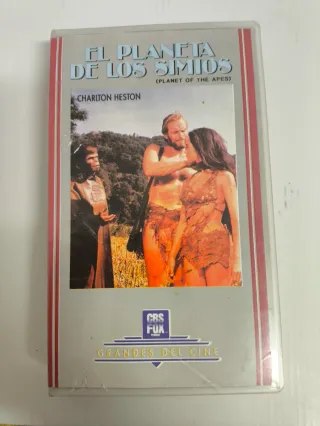 EL PLANETA
DE LOS SIMIOS
(PLANET OF THE APES)
CHARLTON HESTON
CBS
FOX
GRANDES DEL CINE